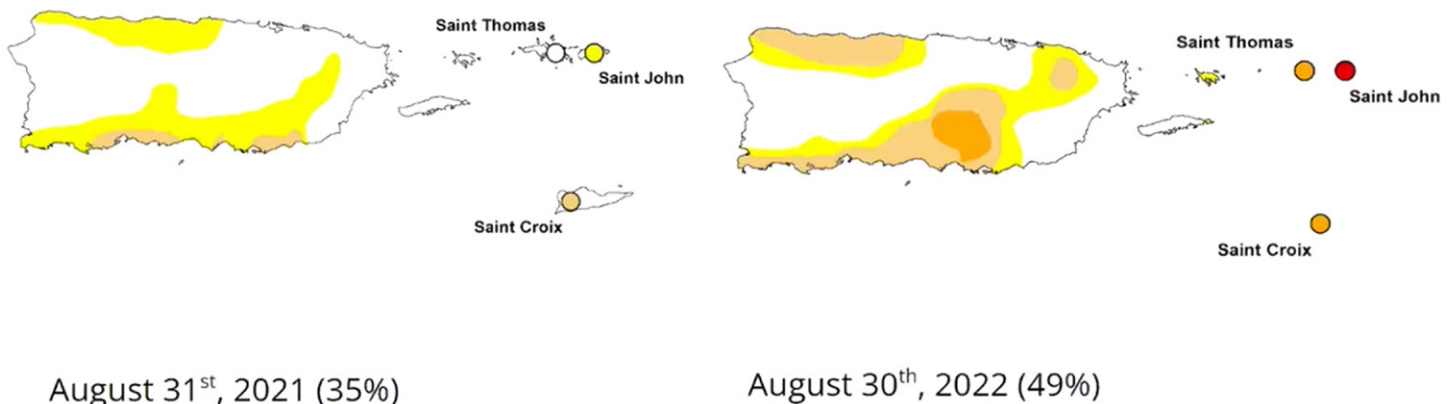 Saint Thomas
Saint John
Saint Croix
August 31st, 2021 (35%)
Saint Thomas
Saint John
Saint Croix
August 30th, 2022 (49%)